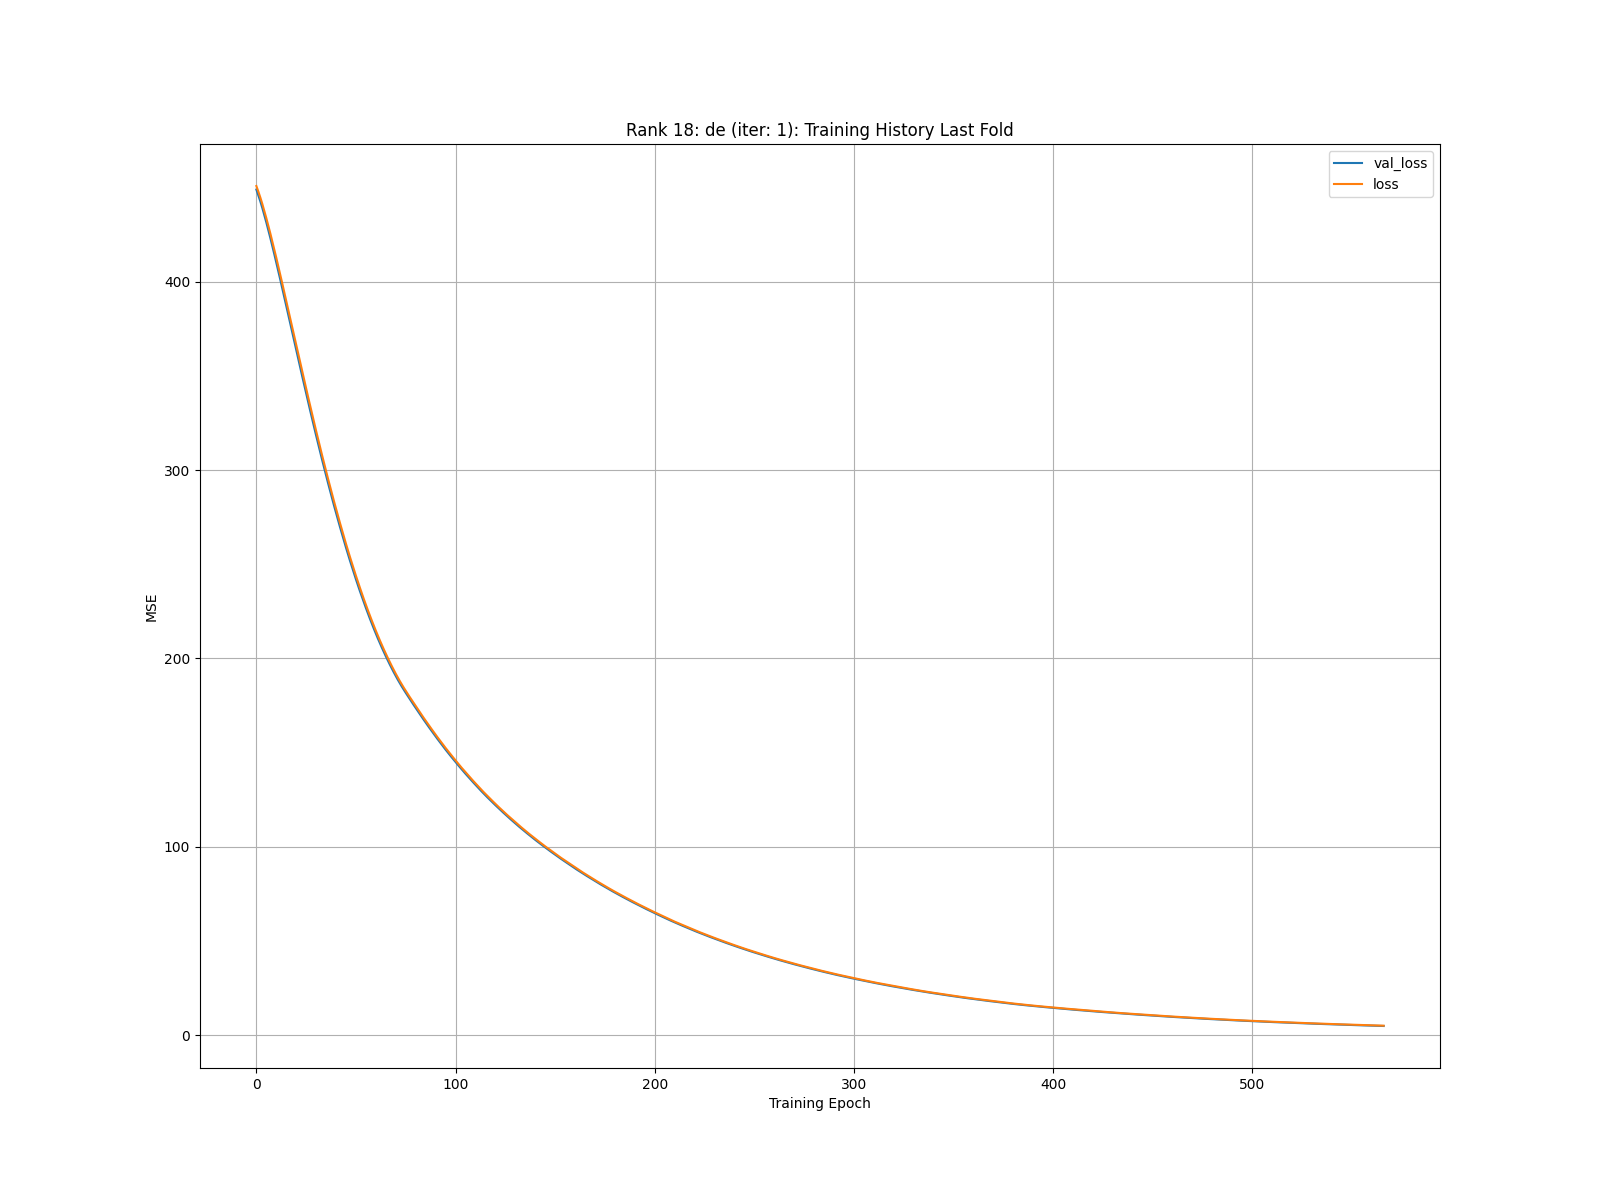 Rank 18: de (iter: 1): Training History Last Fold
val_loss
loss
400
300
200
100
0
MSE
0 100 200 300 400 500
Training Epoch